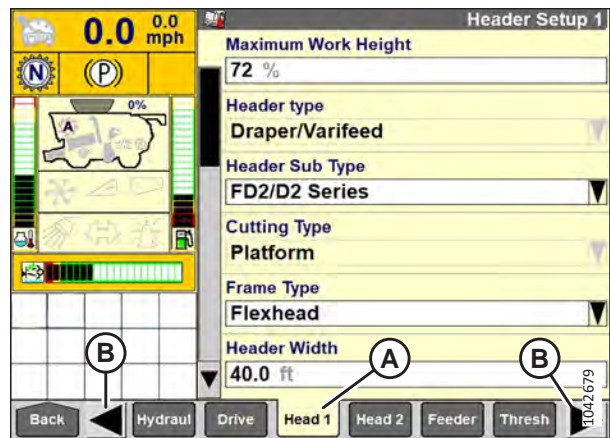 0.0 0.0 mph
Header Setup 1
N (P)
0%
A
Maximum Work Height
72 %
Header type
Draper/Varifeed
Header Sub Type
FD2/D2 Series
Cutting Type
Platform
Frame Type
Flexhead
Header Width
40.0 ft
B
A
B
1042679
Back
Hydraul
Drive
Head 1
Head 2
Feeder
Thresh